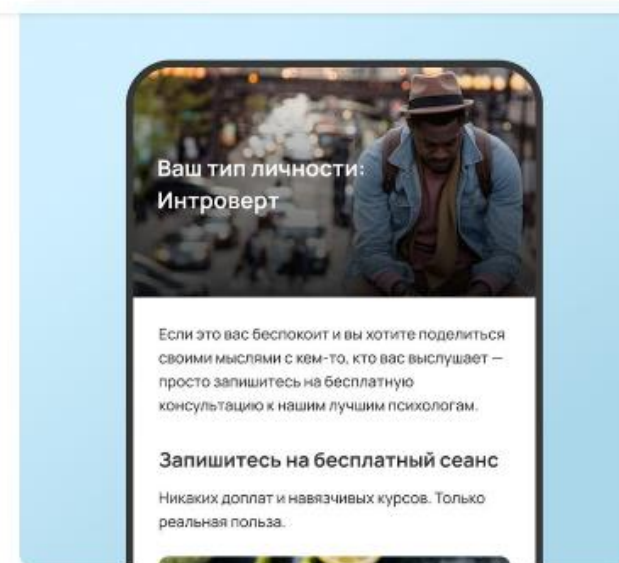 Ваш тип личности:
Интроверт
Если это вас беспокоит и вы хотите поделиться
своими мыслями с кем-то, кто вас выслушает —
просто запишитесь на бесплатную
консультацию к нашим лучшим психологам.
Запишитесь на бесплатный сеанс
Никаких доплат и навязчивых курсов. Только
реальная польза.